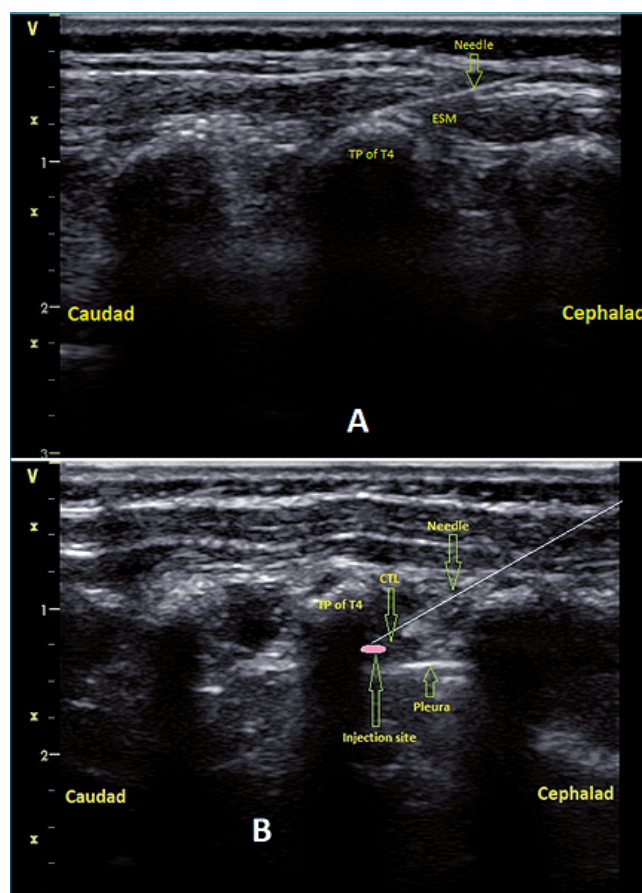 V
Needle
ESM
TP of T4
1
2
Caudad
Cephalad
A
3
V
Needle
CTL
TP of T4
1
Pleura
Injection site
2
Caudad
Cephalad
B